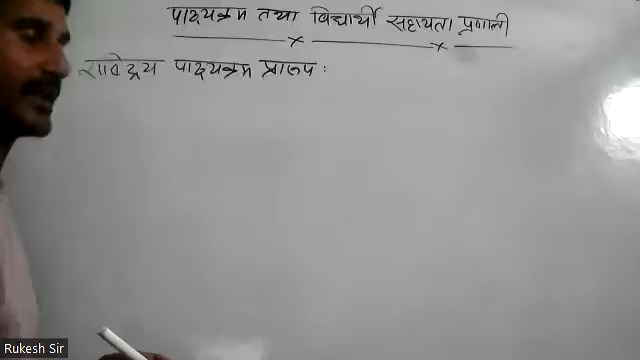 पाठ्यक्रम तथा विद्यार्थी सहायता प्रणाली
पाठ्यक्रम प्रारूप :
Rukesh Sir